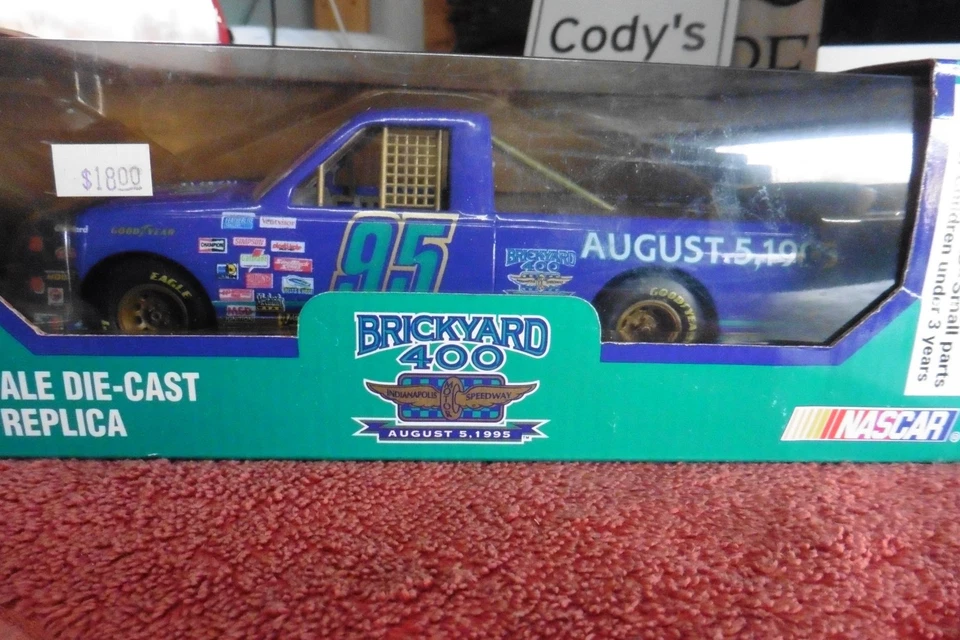 Cody's
$18.00
GOODYEAR
EAGLE
CHAMPION
95
BRICKYARD
400
AUGUST.5,19
GOODYEAR
BRICKYARD
400
INDIANAPOLIS SPEEDWAY
AUGUST 5, 1995
ALE DIE-CAST
REPLICA
NASCAR
small parts
children under 3 years